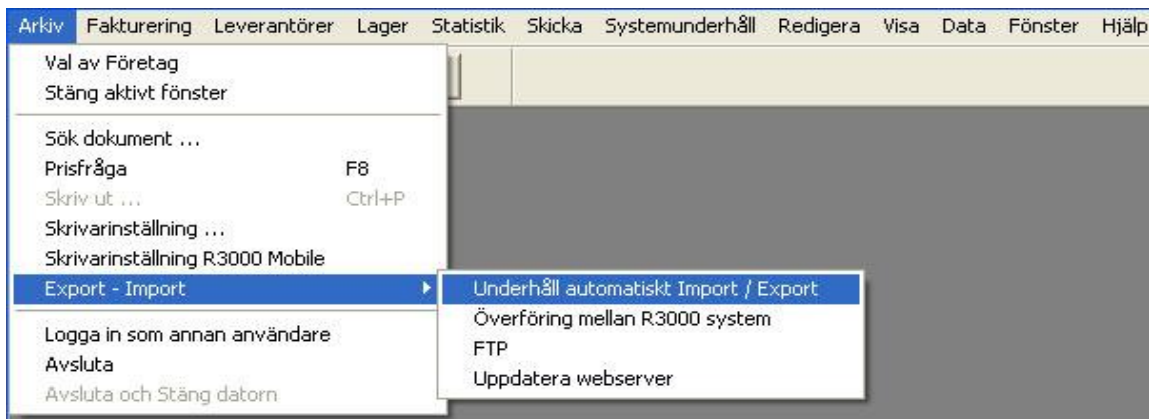 Arkiv Fakturering Leverantörer Lager Statistik Skicka Systemunderhåll Redigera Visa Data Fönster Hjälp
Val av Företag
Stäng aktivt fönster
Sök dokument ...
Prisfråga F8
Skriv ut ... Ctrl+P
Skrivarinställning ...
Skrivarinställning R3000 Mobile
Export - Import
Underhåll automatiskt Import / Export
Överföring mellan R3000 system
FTP
Uppdatera webserver
Logga in som annan användare
Avsluta
Avsluta och Stäng datorn